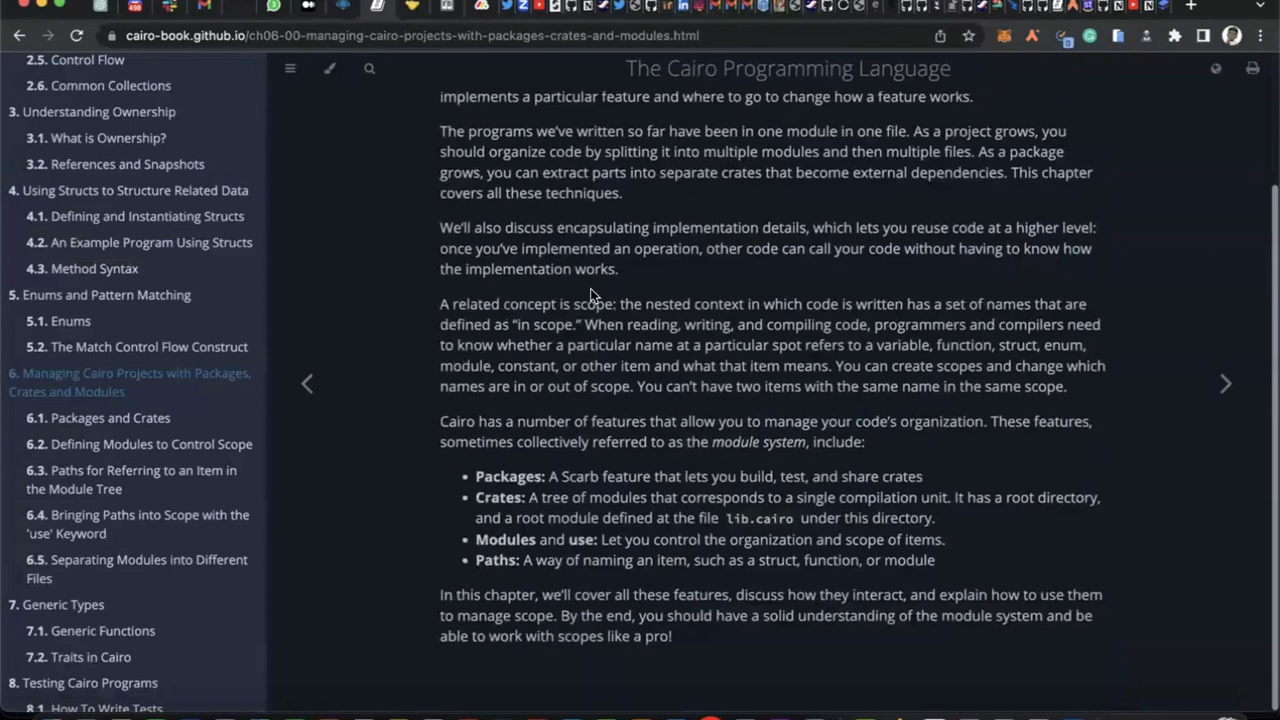 cairo-book.github.io/ch06-00-managing-cairo-projects-with-packages-crates-and-modules.html
2.5. Control Flow
2.6. Common Collections
3. Understanding Ownership
3.1. What is Ownership?
3.2. References and Snapshots
4. Using Structs to Structure Related Data
4.1. Defining and Instantiating Structs
4.2. An Example Program Using Structs
4.3. Method Syntax
5. Enums and Pattern Matching
5.1. Enums
5.2. The Match Control Flow Construct
6. Managing Cairo Projects with Packages,
Crates and Modules
6.1. Packages and Crates
6.2. Defining Modules to Control Scope
6.3. Paths for Referring to an Item in
the Module Tree
6.4. Bringing Paths into Scope with the
'use' Keyword
6.5. Separating Modules into Different
Files
7. Generic Types
7.1. Generic Functions
7.2. Traits in Cairo
8. Testing Cairo Programs
8.1. How To Write Tests
The Cairo Programming Language
implements a particular feature and where to go to change how a feature works.
The programs we've written so far have been in one module in one file. As a project grows, you
should organize code by splitting it into multiple modules and then multiple files. As a package
grows, you can extract parts into separate crates that become external dependencies. This chapter
covers all these techniques.
We'll also discuss encapsulating implementation details, which lets you reuse code at a higher level:
once you've implemented an operation, other code can call your code without having to know how
the implementation works.
A related concept is scope: the nested context in which code is written has a set of names that are
defined as “in scope.” When reading, writing, and compiling code, programmers and compilers need
to know whether a particular name at a particular spot refers to a variable, function, struct, enum,
module, constant, or other item and what that item means. You can create scopes and change which
names are in or out of scope. You can't have two items with the same name in the same scope.
Cairo has a number of features that allow you to manage your code's organization. These features,
sometimes collectively referred to as the module system, include:
• Packages: A Scarb feature that lets you build, test, and share crates
• Crates: A tree of modules that corresponds to a single compilation unit. It has a root directory,
and a root module defined at the file lib.cairo under this directory.
• Modules and use: Let you control the organization and scope of items.
• Paths: A way of naming an item, such as a struct, function, or module
In this chapter, we'll cover all these features, discuss how they interact, and explain how to use them
to manage scope. By the end, you should have a solid understanding of the module system and be
able to work with scopes like a pro!